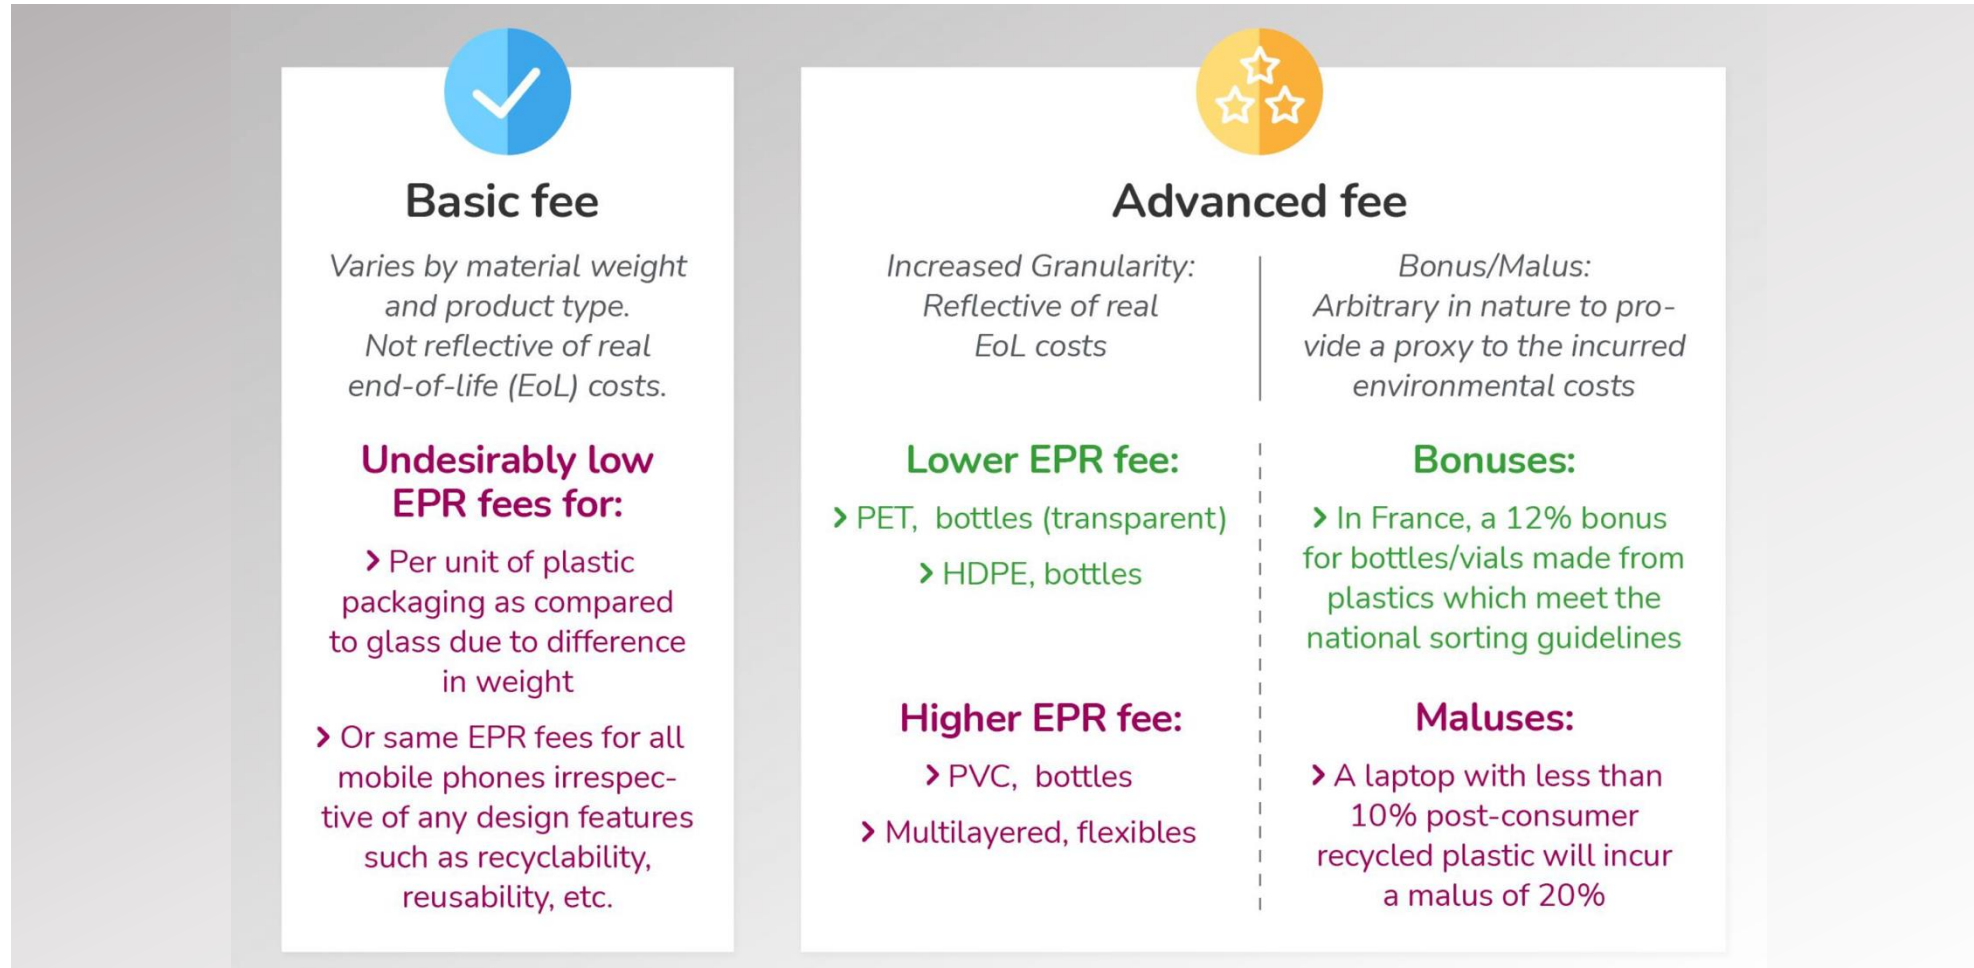 Basic fee
Varies by material weight
and product type.
Not reflective of real
end-of-life (EoL) costs.
Undesirably low
EPR fees for:
> Per unit of plastic
packaging as compared
to glass due to difference
in weight
> Or same EPR fees for all
mobile phones irrespec-
tive of any design features
such as recyclability,
reusability, etc.
Advanced fee
Increased Granularity:
Reflective of real
EoL costs
Lower EPR fee:
> PET,  bottles (transparent)
> HDPE, bottles
Higher EPR fee:
> PVC,  bottles
> Multilayered, flexibles
Bonus/Malus:
Arbitrary in nature to pro-
vide a proxy to the incurred
environmental costs
Bonuses:
> In France, a 12% bonus
for bottles/vials made from
plastics which meet the
national sorting guidelines
Maluses:
> A laptop with less than
10% post-consumer
recycled plastic will incur
a malus of 20%